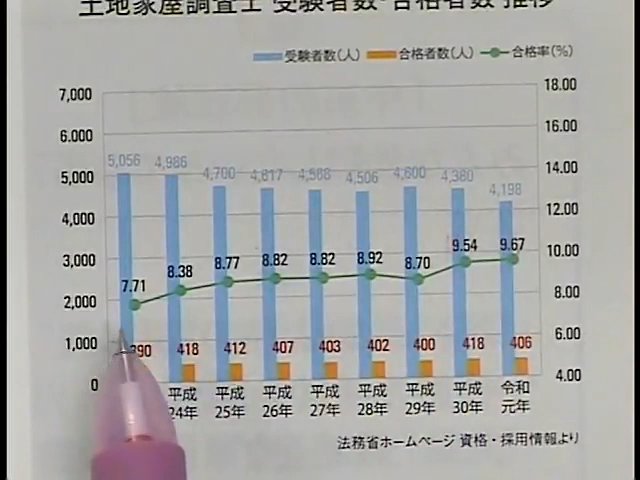 土地家屋調査士 受験者数・合格者数 推移
受験者数(人) 合格者数(人) 合格率(%)
7,000 18.00
6.000 16.00
5,000 14.00
4,000 12.00
3,000 10.00
2,000 8.00
1,000 6.00
0 4.00
5,056 4,986 4,700 4,617 4,568 4,506 4,600 4,380 4,198
7.71 8.38 8.77 8.82 8.82 8.92 8.70 9.54 9.67
390 418 412 407 403 402 400 418 406
平成 平成 平成 平成 平成 平成 平成 令和
24年 25年 26年 27年 28年 29年 30年 元年
法務省ホームページ 資格・採用情報より